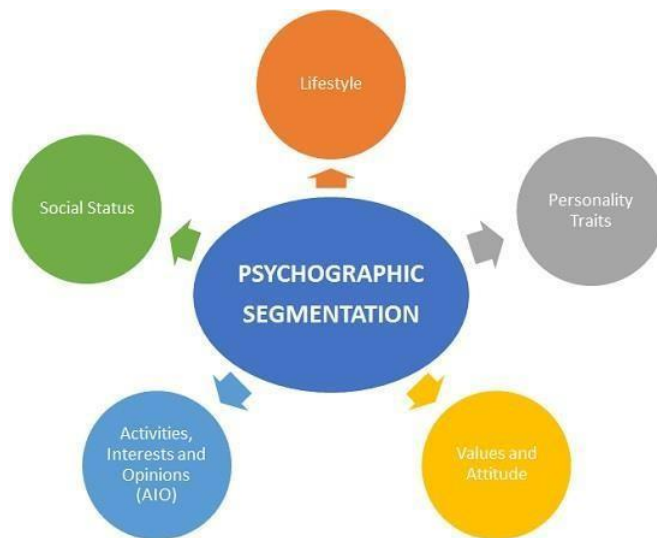 Lifestyle
Social Status
Personality
Traits
PSYCHOGRAPHIC
SEGMENTATION
Activities,
Interests and
Opinions
(AIO)
Values and
Attitude